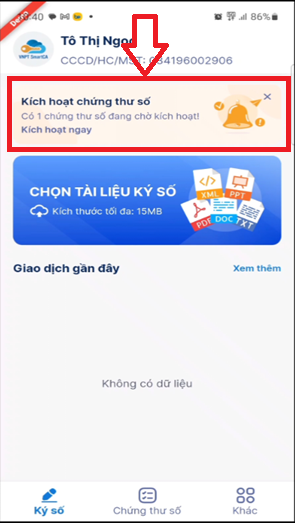 Demo
:40
86%
VNPT SmartCA
Tô Thị Ngọc
CCCD/HC/MST: 034196002906
Kích hoạt chứng thư số
Có 1 chứng thư số đang chờ kích hoạt!
Kích hoạt ngay
CHỌN TÀI LIỆU KÝ SỐ
Kích thước tối đa: 15MB
XML
PPT
PDF
DOC
TXT
Giao dịch gần đây
Xem thêm
Không có dữ liệu
Ký số
Chứng thư số
Khác